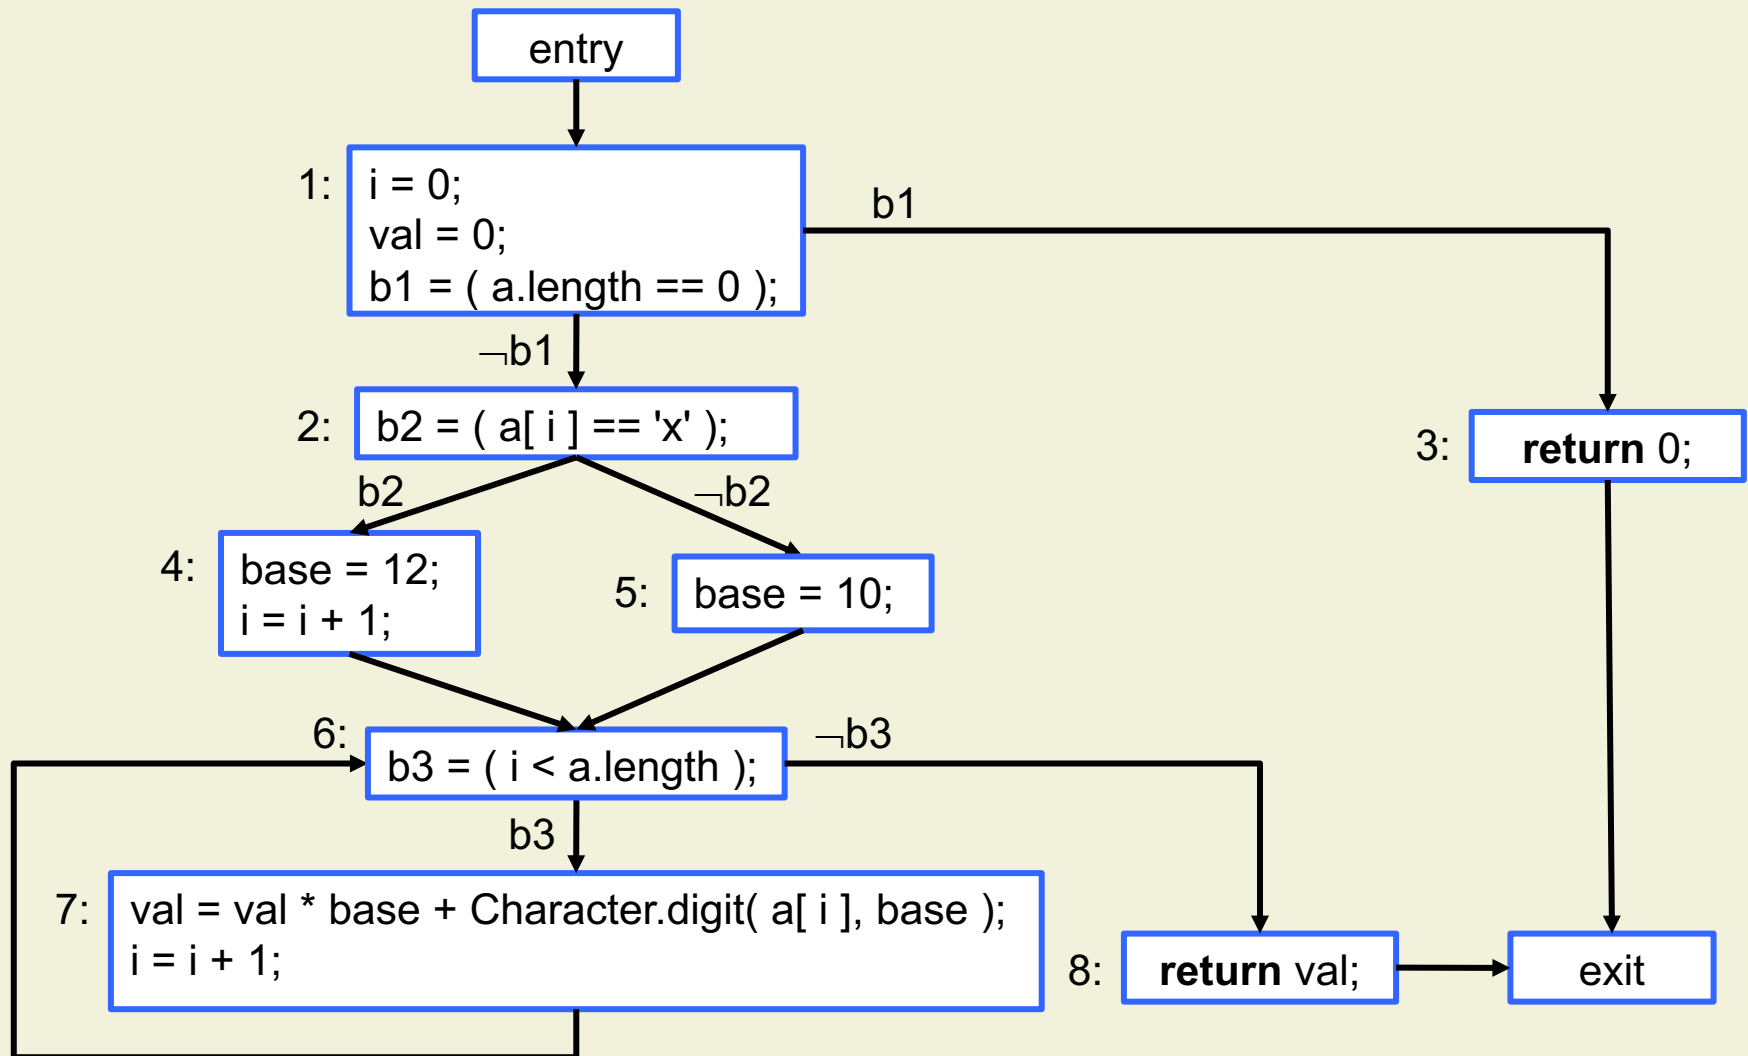 entry
1:
i = 0;
val = 0;
b1 = ( a.length == 0 );
b1
¬b1
2:
b2 = ( a[ i ] == 'x' );
3:
return 0;
b2
¬b2
4:
base = 12;
i = i + 1;
5:
base = 10;
6:
b3 = ( i < a.length );
¬b3
b3
7:
val = val * base + Character.digit( a[ i ], base );
i = i + 1;
8:
return val;
exit